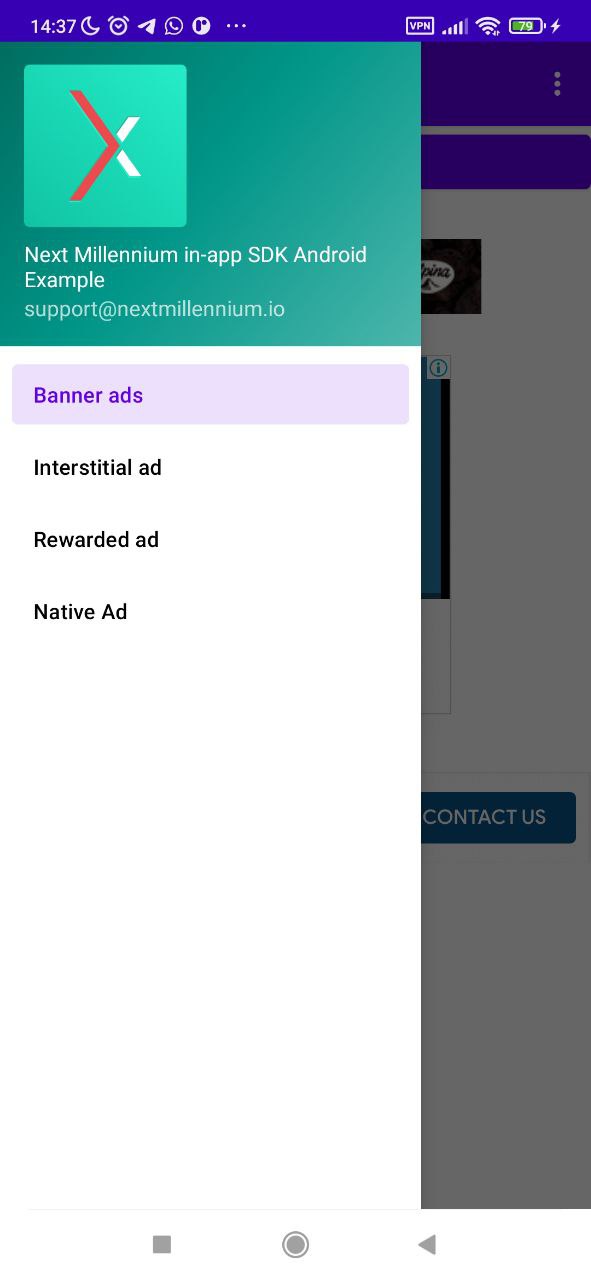 14:37
VPN
79
Next Millennium in-app SDK Android
Example
support@nextmillennium.io
Banner ads
Interstitial ad
Rewarded ad
Native Ad
CONTACT US